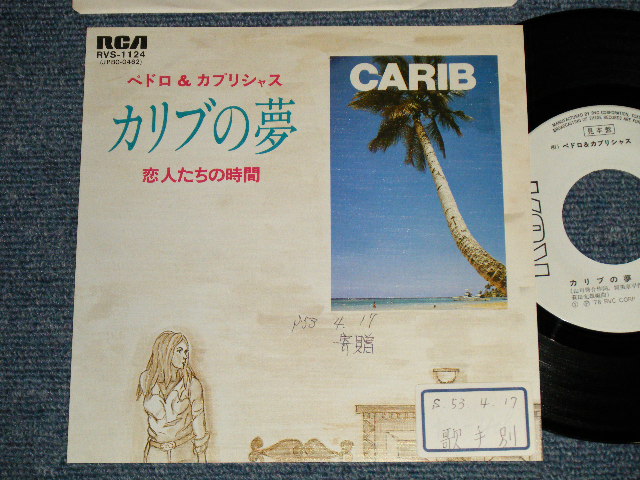 RCA
RVS-1124
(JPBO-0482)
ペドロ & カプリシャス
カリブの夢
恋人たちの時間
CARIB
S53 4. 17
寄贈
S 53 4. 17
歌手別
見本盤
ペドロ&カプリシャス
カリブの夢